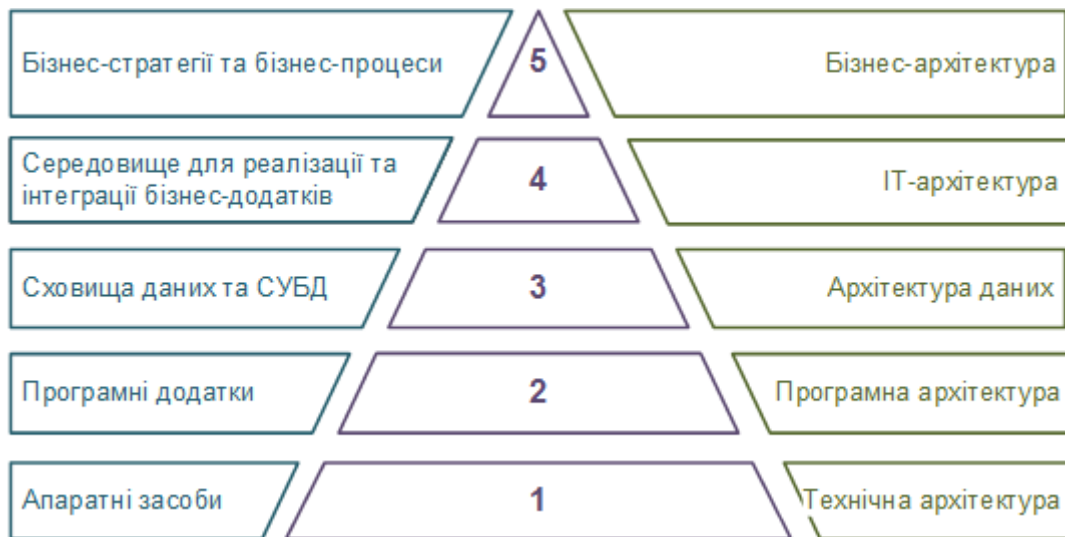 Бізнес-стратегії та бізнес-процеси
5
Бізнес-архітектура
Середовище для реалізації та
інтеграції бізнес-додатків
4
ІТ-архітектура
Сховища даних та СУБД
3
Архітектура даних
Програмні додатки
2
Програмна архітектура
Апаратні засоби
1
Технічна архітектура